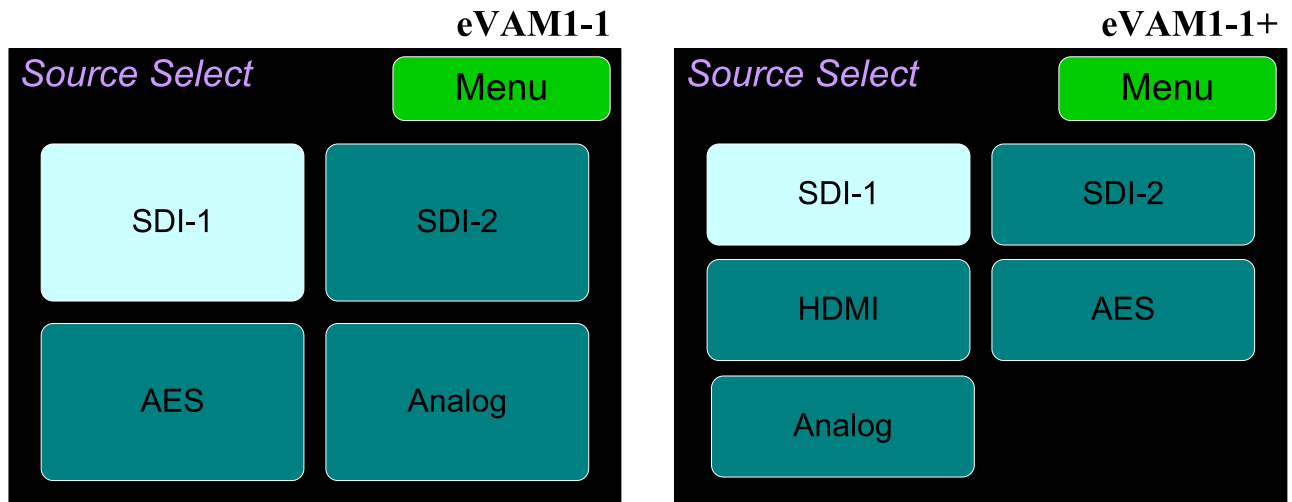 eVAM1-1
Source Select
Menu
SDI-1
SDI-2
AES
Analog
eVAM1-1+
Source Select
Menu
SDI-1
SDI-2
HDMI
AES
Analog